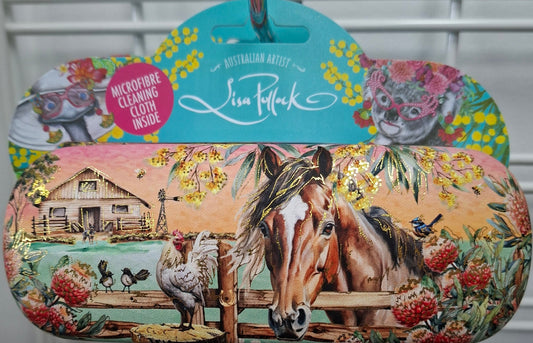 AUSTRALIAN ARTIST
Lisa Pollock
MICROFIBRE
CLEANING
CLOTH
INSIDE